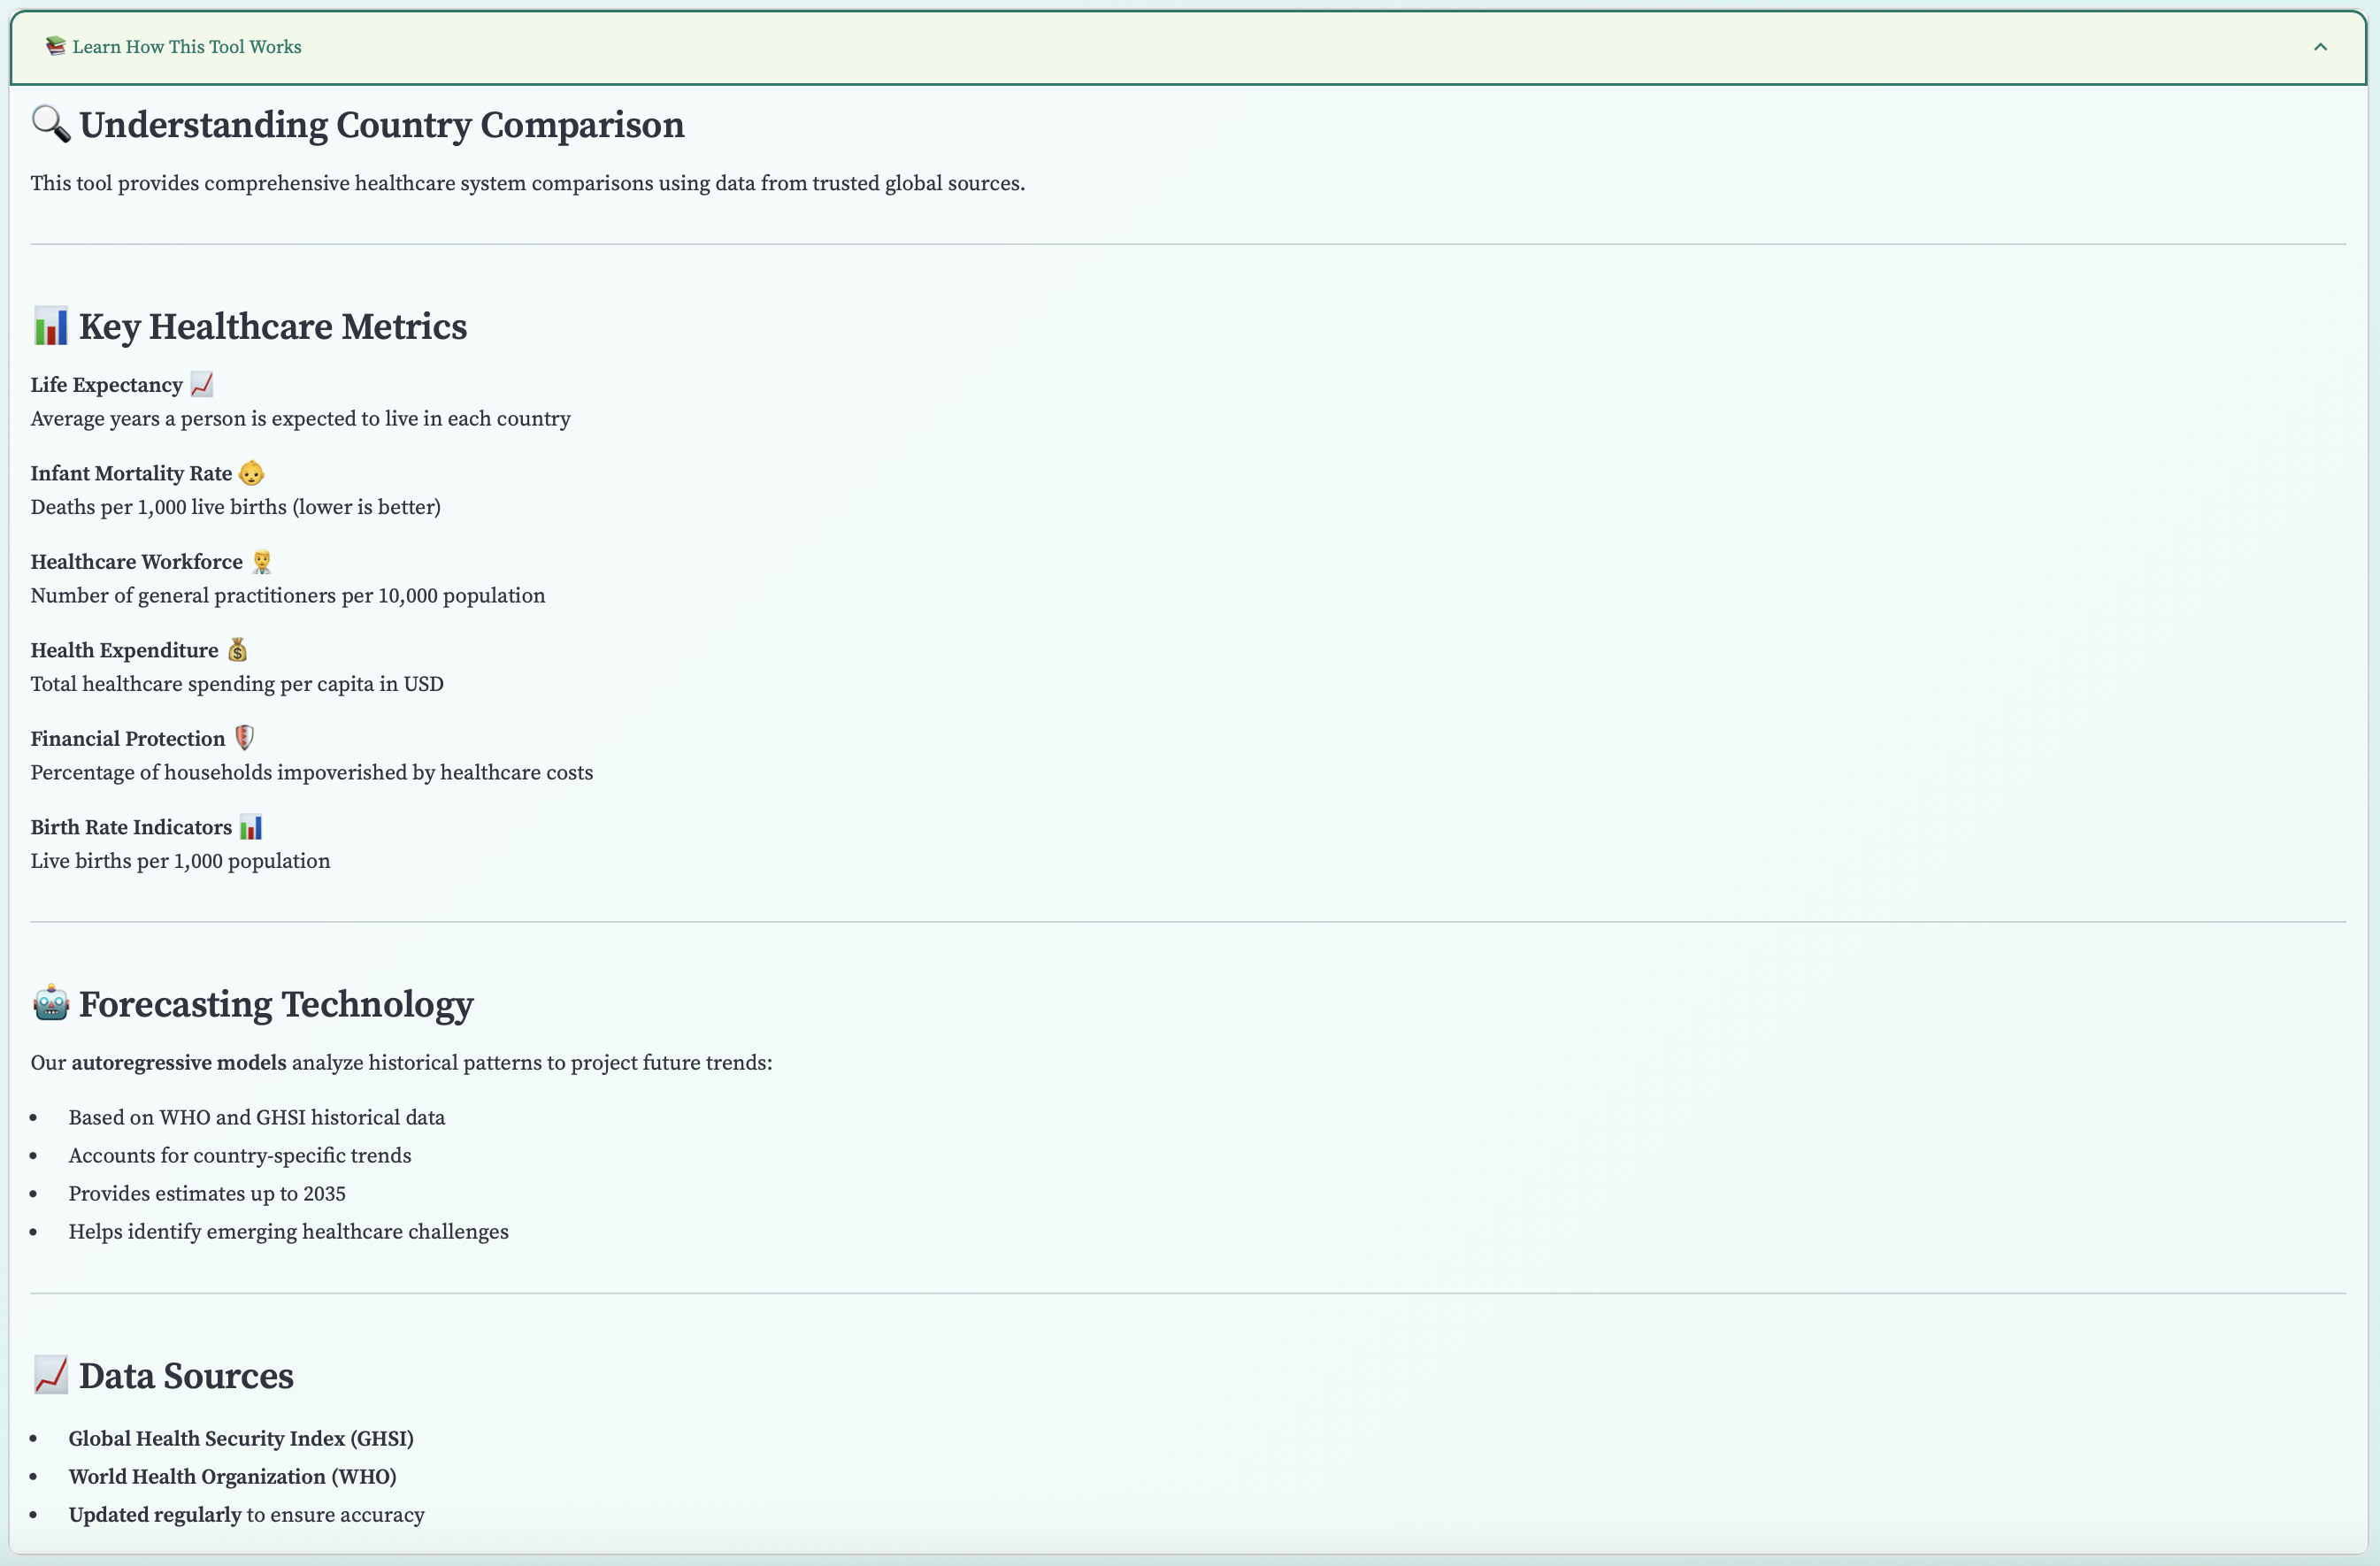 📚 Learn How This Tool Works
🔍 Understanding Country Comparison
This tool provides comprehensive healthcare system comparisons using data from trusted global sources.
📊 Key Healthcare Metrics
Life Expectancy 📈
Average years a person is expected to live in each country
Infant Mortality Rate 👶
Deaths per 1,000 live births (lower is better)
Healthcare Workforce 👨‍⚕️
Number of general practitioners per 10,000 population
Health Expenditure 💰
Total healthcare spending per capita in USD
Financial Protection 🛡️
Percentage of households impoverished by healthcare costs
Birth Rate Indicators 📊
Live births per 1,000 population
🤖 Forecasting Technology
Our autoregressive models analyze historical patterns to project future trends:
• Based on WHO and GHSI historical data
• Accounts for country-specific trends
• Provides estimates up to 2035
• Helps identify emerging healthcare challenges
📈 Data Sources
• Global Health Security Index (GHSI)
• World Health Organization (WHO)
• Updated regularly to ensure accuracy